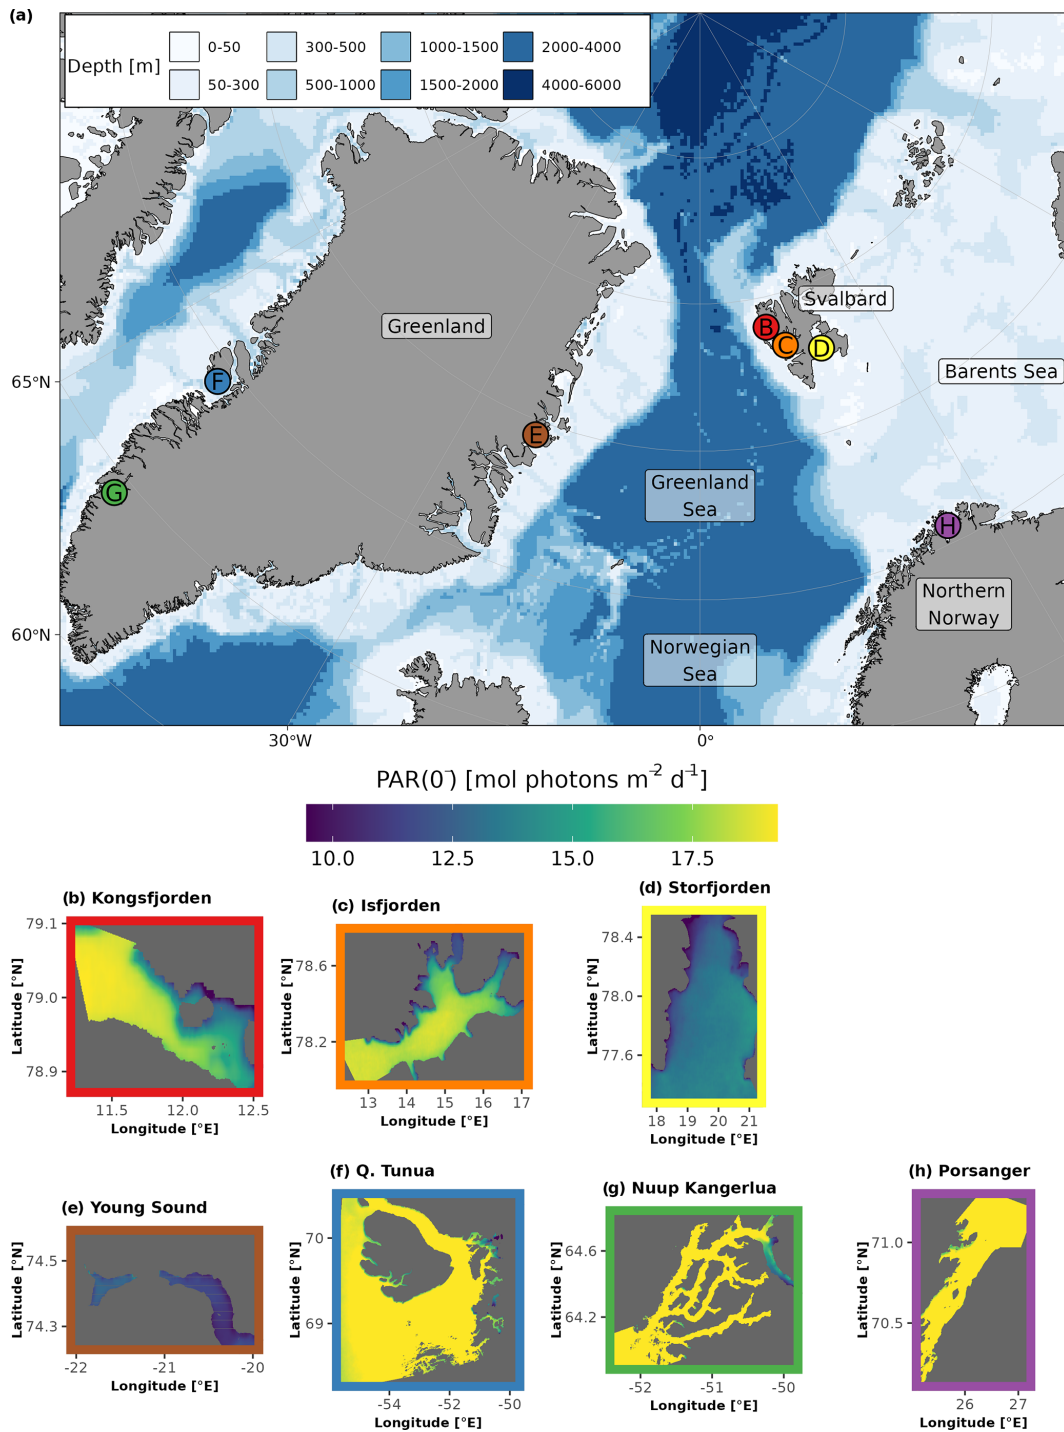 (a)
Depth [m]
0-50
300-500
1000-1500
2000-4000
50-300
500-1000
1500-2000
4000-6000
Svalbard
Greenland
B
C
D
65°N
F
Barents Sea
E
Greenland
Sea
G
H
Northern
Norway
60°N
Norwegian
Sea
30°W
0°
PAR(0⁻) [mol photons m⁻² d⁻¹]
10.0 12.5 15.0 17.5
(b) Kongsfjorden
79.1
79.0
78.9
Latitude [°N]
11.5 12.0 12.5
Longitude [°E]
(c) Isfjorden
78.6
78.2
Latitude [°N]
13 14 15 16 17
Longitude [°E]
(d) Storfjorden
78.4
78.0
77.6
Latitude [°N]
18 19 20 21
Longitude [°E]
(e) Young Sound
74.5
74.3
Latitude [°N]
-22 -21 -20
Longitude [°E]
(f) Q. Tunua
70
69
Latitude [°N]
-54 -52 -50
Longitude [°E]
(g) Nuup Kangerlua
64.6
64.2
Latitude [°N]
-52 -51 -50
Longitude [°E]
(h) Porsanger
71.0
70.5
Latitude [°N]
26 27
Longitude [°E]